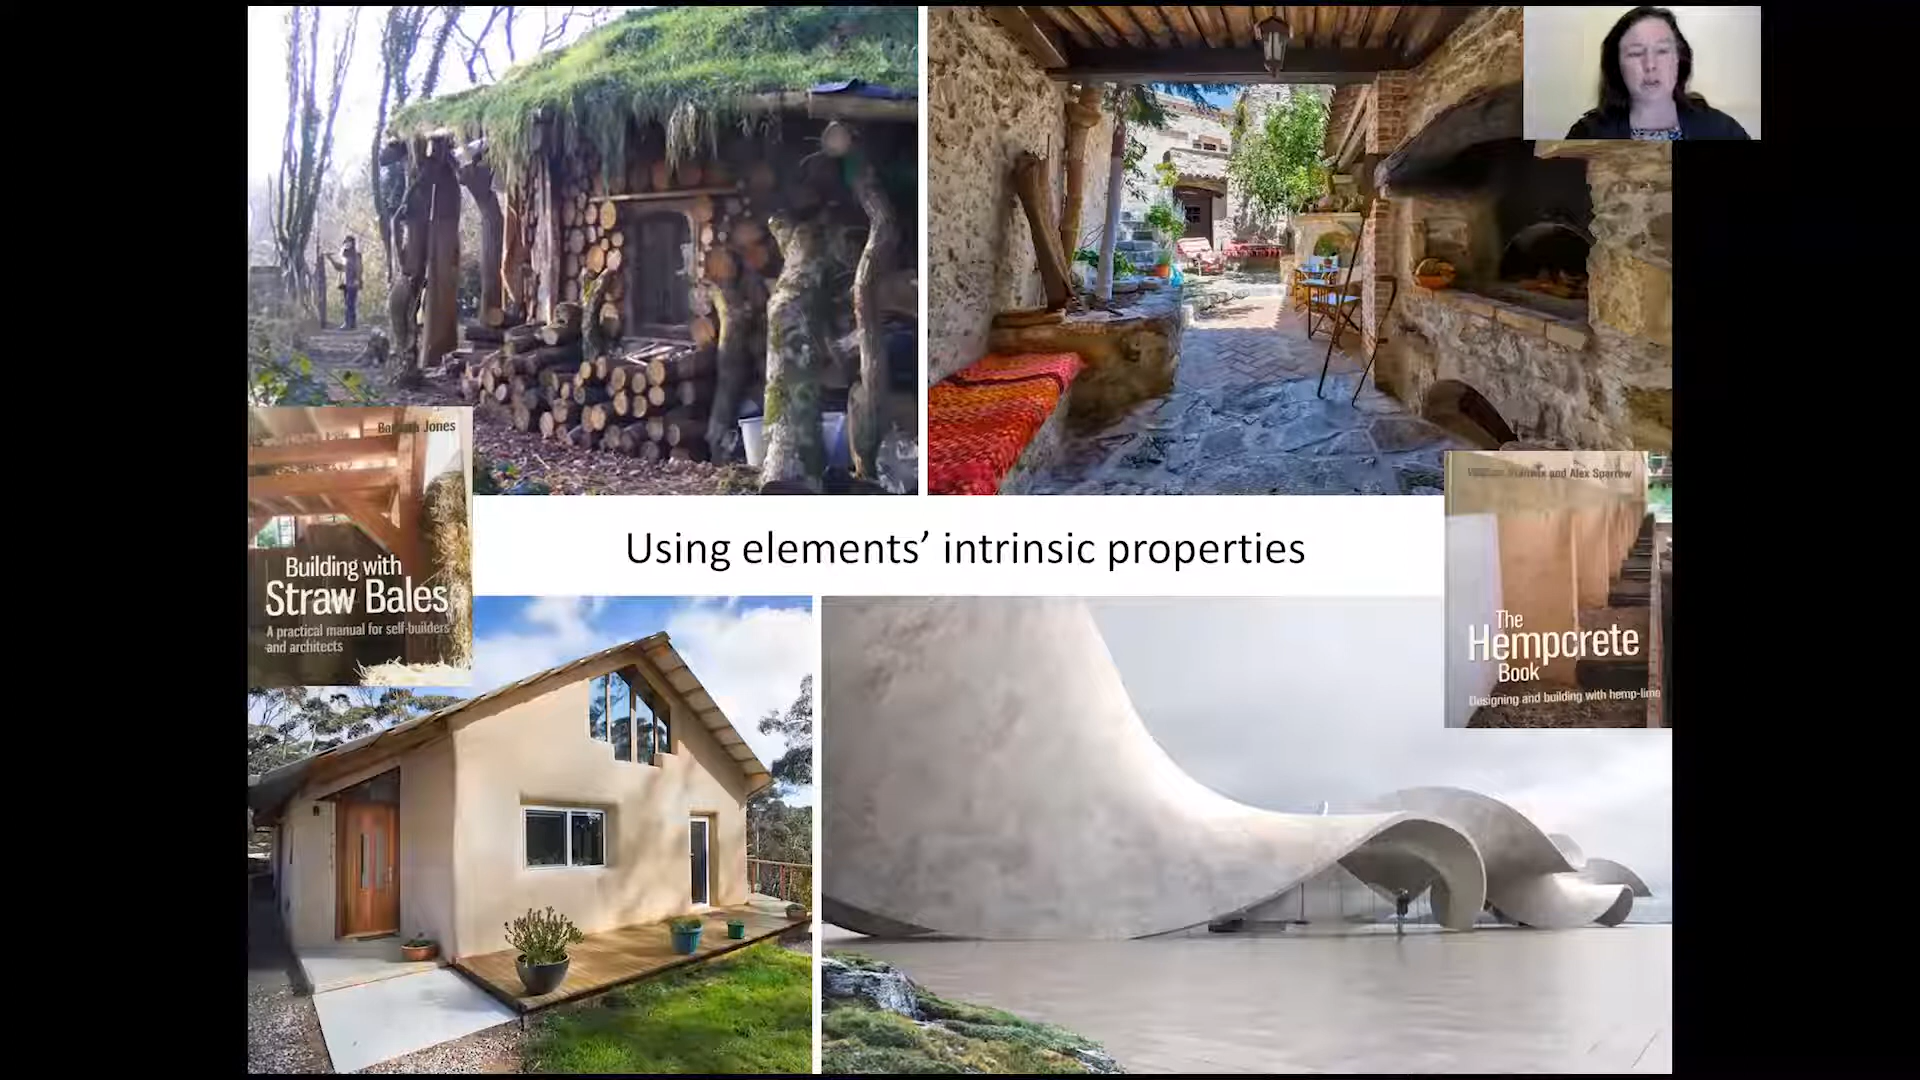 Barbara Jones
Building with
Straw Bales
A practical manual for self-builders
and architects
Using elements' intrinsic properties
and Alex Sparrow
The
Hempcrete
Book
Designing and building with hemp-lime